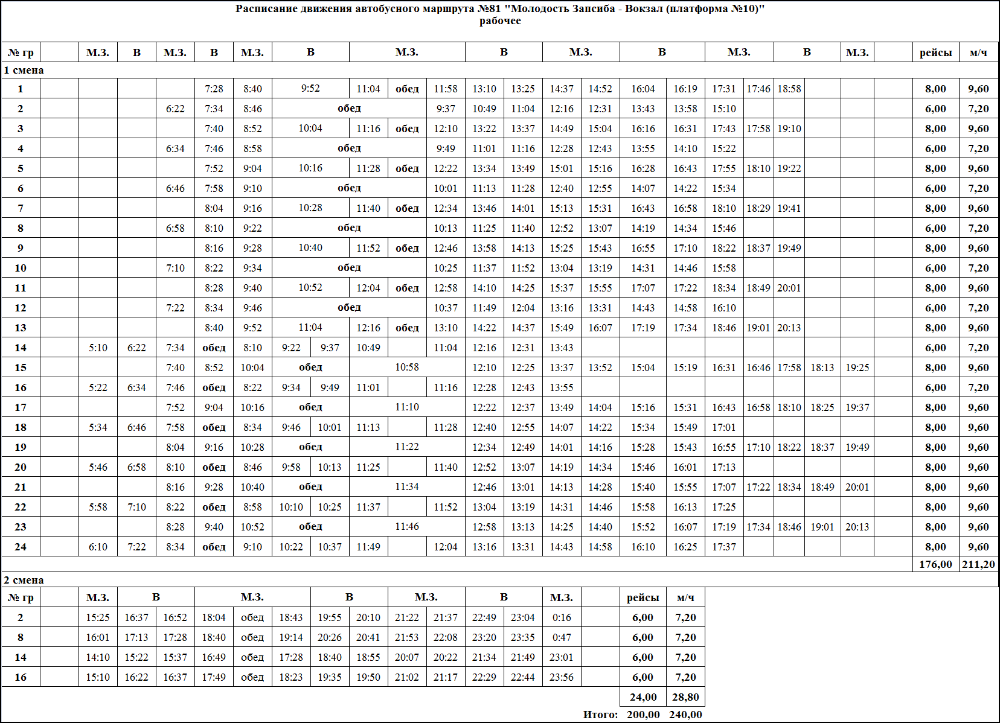 Расписание движения автобусного маршрута №81 "Молодость Запсиба - Вокзал (платформа №10)"
рабочее
№ гр М.З. В М.З. В М.З. В М.З. В М.З. В М.З. В М.З. рейсы м/ч
1 смена
1 7:28 8:40 9:52 11:04 обед 11:58 13:10 13:25 14:37 14:52 16:04 16:19 17:31 17:46 18:58 8,00 9,60
2 6:22 7:34 8:46 обед 9:37 10:49 11:04 12:16 12:31 13:43 13:58 15:10 6,00 7,20
3 7:40 8:52 10:04 11:16 обед 12:10 13:22 13:37 14:49 15:04 16:16 16:31 17:43 17:58 19:10 8,00 9,60
4 6:34 7:46 8:58 обед 9:49 11:01 11:16 12:28 12:43 13:55 14:10 15:22 6,00 7,20
5 7:52 9:04 10:16 11:28 обед 12:22 13:34 13:49 15:01 15:16 16:28 16:43 17:55 18:10 19:22 8,00 9,60
6 6:46 7:58 9:10 обед 10:01 11:13 11:28 12:40 12:55 14:07 14:22 15:34 6,00 7,20
7 8:04 9:16 10:28 11:40 обед 12:34 13:46 14:01 15:13 15:31 16:43 16:58 18:10 18:29 19:41 8,00 9,60
8 6:58 8:10 9:22 обед 10:13 11:25 11:40 12:52 13:07 14:19 14:34 15:46 6,00 7,20
9 8:16 9:28 10:40 11:52 обед 12:46 13:58 14:13 15:25 15:43 16:55 17:10 18:22 18:37 19:49 8,00 9,60
10 7:10 8:22 9:34 обед 10:25 11:37 11:52 13:04 13:19 14:31 14:46 15:58 6,00 7,20
11 8:28 9:40 10:52 12:04 обед 12:58 14:10 14:25 15:37 15:55 17:07 17:22 18:34 18:49 20:01 8,00 9,60
12 7:22 8:34 9:46 обед 10:37 11:49 12:04 13:16 13:31 14:43 14:58 16:10 6,00 7,20
13 8:40 9:52 11:04 12:16 обед 13:10 14:22 14:37 15:49 16:07 17:19 17:34 18:46 19:01 20:13 8,00 9,60
14 5:10 6:22 7:34 обед 8:10 9:22 9:37 10:49 11:04 12:16 12:31 13:43 6,00 7,20
15 7:40 8:52 10:04 обед 10:58 12:10 12:25 13:37 13:52 15:04 15:19 16:31 16:46 17:58 18:13 19:25 8,00 9,60
16 5:22 6:34 7:46 обед 8:22 9:34 9:49 11:01 11:16 12:28 12:43 13:55 6,00 7,20
17 7:52 9:04 10:16 обед 11:10 12:22 12:37 13:49 14:04 15:16 15:31 16:43 16:58 18:10 18:25 19:37 8,00 9,60
18 5:34 6:46 7:58 обед 8:34 9:46 10:01 11:13 11:28 12:40 12:55 14:07 14:22 15:34 15:49 17:01 8,00 9,60
19 8:04 9:16 10:28 обед 11:22 12:34 12:49 14:01 14:16 15:28 15:43 16:55 17:10 18:22 18:37 19:49 8,00 9,60
20 5:46 6:58 8:10 обед 8:46 9:58 10:13 11:25 11:40 12:52 13:07 14:19 14:34 15:46 16:01 17:13 8,00 9,60
21 8:16 9:28 10:40 обед 11:34 12:46 13:01 14:13 14:28 15:40 15:55 17:07 17:22 18:34 18:49 20:01 8,00 9,60
22 5:58 7:10 8:22 обед 8:58 10:10 10:25 11:37 11:52 13:04 13:19 14:31 14:46 15:58 16:13 17:25 8,00 9,60
23 8:28 9:40 10:52 обед 11:46 12:58 13:13 14:25 14:40 15:52 16:07 17:19 17:34 18:46 19:01 20:13 8,00 9,60
24 6:10 7:22 8:34 обед 9:10 10:22 10:37 11:49 12:04 13:16 13:31 14:43 14:58 16:10 16:25 17:37 8,00 9,60
176,00 211,20
2 смена
№ гр М.З. В М.З. В М.З. В М.З. рейсы м/ч
2 15:25 16:37 16:52 18:04 обед 18:43 19:55 20:10 21:22 21:37 22:49 23:04 0:16 6,00 7,20
8 16:01 17:13 17:28 18:40 обед 19:14 20:26 20:41 21:53 22:08 23:20 23:35 0:47 6,00 7,20
14 14:10 15:22 15:37 16:49 обед 17:28 18:40 18:55 20:07 20:22 21:34 21:49 23:01 6,00 7,20
16 15:10 16:22 16:37 17:49 обед 18:23 19:35 19:50 21:02 21:17 22:29 22:44 23:56 6,00 7,20
24,00 28,80
Итого: 200,00 240,00